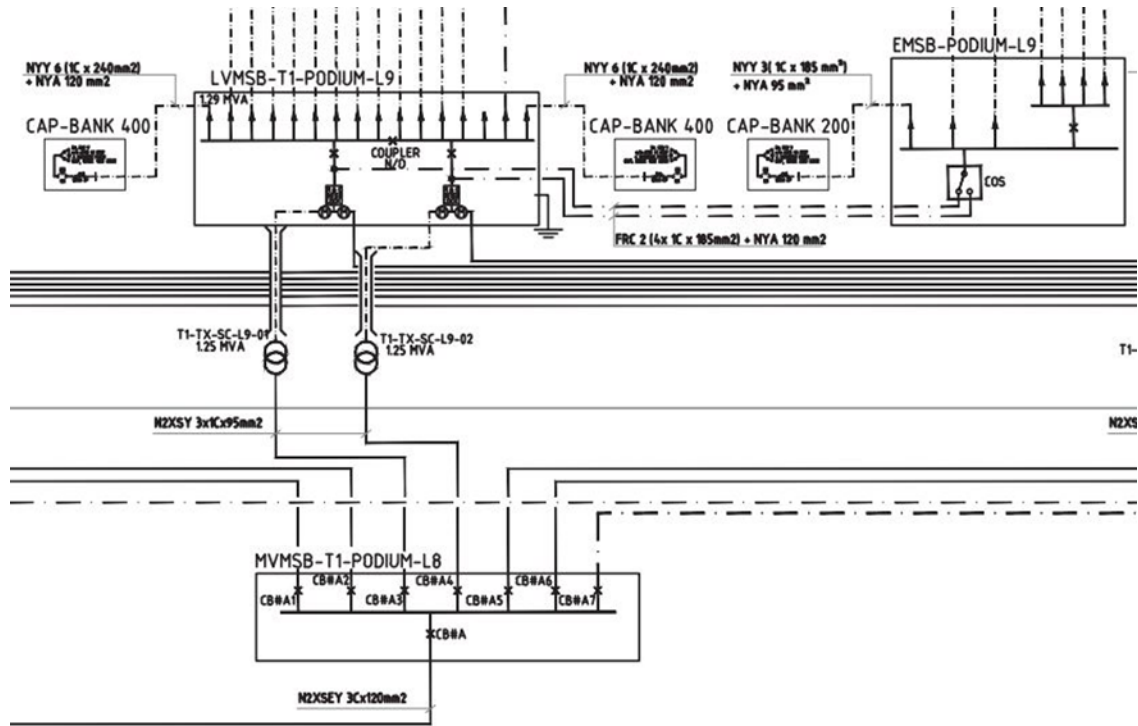 EMSB-PODIUM-L9
NYY 6 (1C x 240mm2)
+ NYA 120 mm2
LVMSB-T1-PODIUM-L9
NYY 6 (1C x 240mm2)
+ NYA 120 mm2
NYY 3( 1C x 185 mm²)
+ NYA 95 mm²
1.29 MVA
CAP-BANK 400
COUPLER
N/O
CAP-BANK 400
CAP-BANK 200
COS
FRC 2 (4x 1C x 185mm2) + NYA 120 mm2
T1-TX-SC-L9-01
1.25 MVA
T1-TX-SC-L9-02
1.25 MVA
T1-
N2XSY 3x1Cx95mm2
N2XS
MVMSB-T1-PODIUM-L8
CB#A2
CB#A4
CB#A6
CB#A1
CB#A3
CB#A5
CB#A7
CB#A
N2XSEY 3Cx120mm2